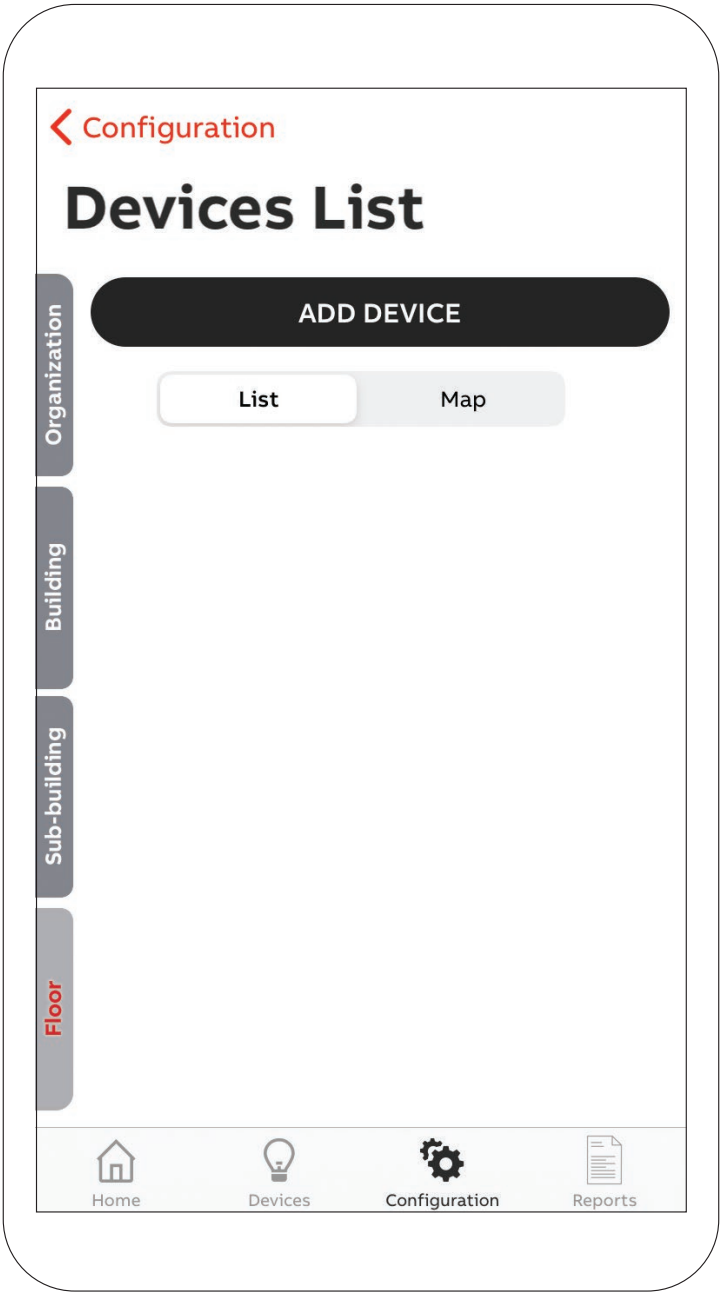 Configuration
Devices List
ADD DEVICE
List Map
Organization
Building
Sub-building
Floor
Home Devices Configuration Reports